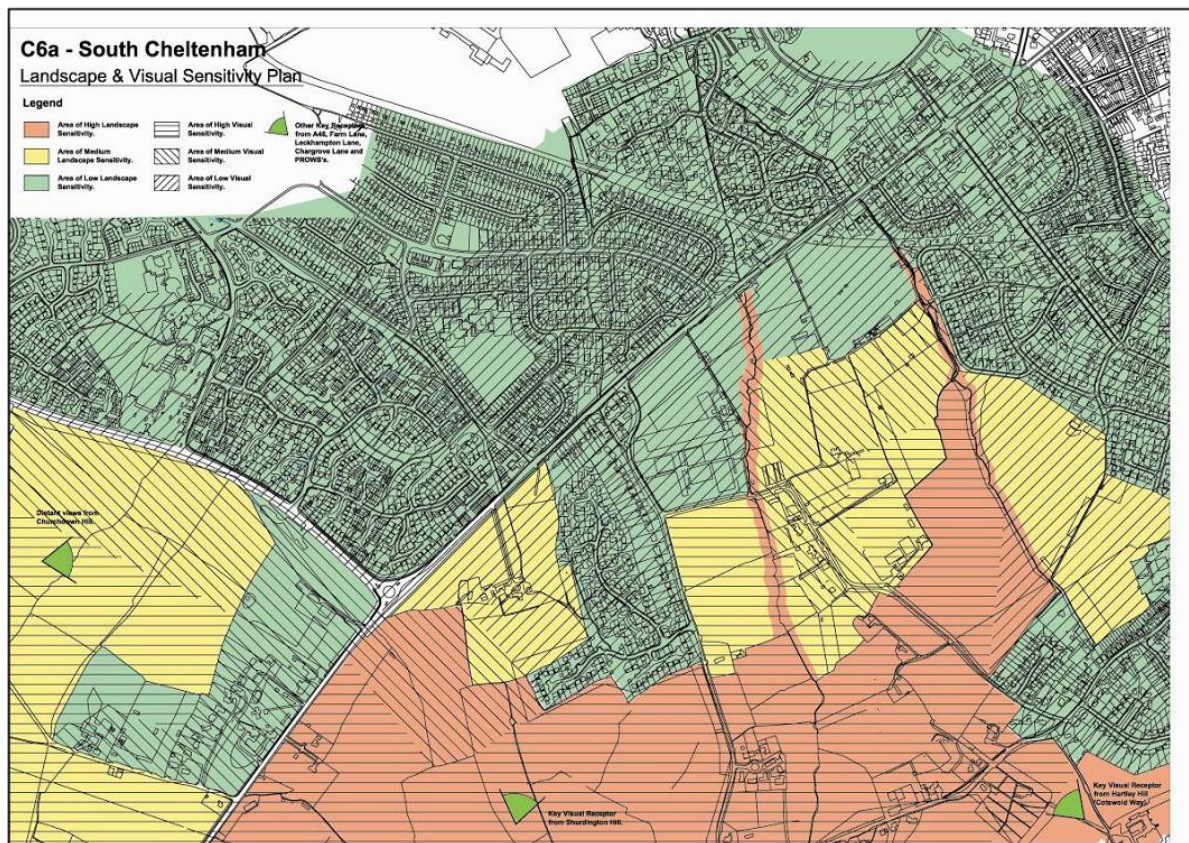 C6a - South Cheltenham
Landscape & Visual Sensitivity Plan
Legend
Area of High Landscape
Sensitivity.
Area of Medium
Landscape Sensitivity.
Area of Low Landscape
Sensitivity.
Area of High Visual
Sensitivity.
Area of Medium Visual
Sensitivity.
Area of Low Visual
Sensitivity.
Other Key Receptors
from A46, Farm Lane,
Leckhampton Lane,
Chargrove Lane and
PROWS's.
Distant views from
Churchdown Hill.
Key Visual Receptor
from Shurdington Hill.
Key Visual Receptor
from Hartley Hill
(Cotswold Way).